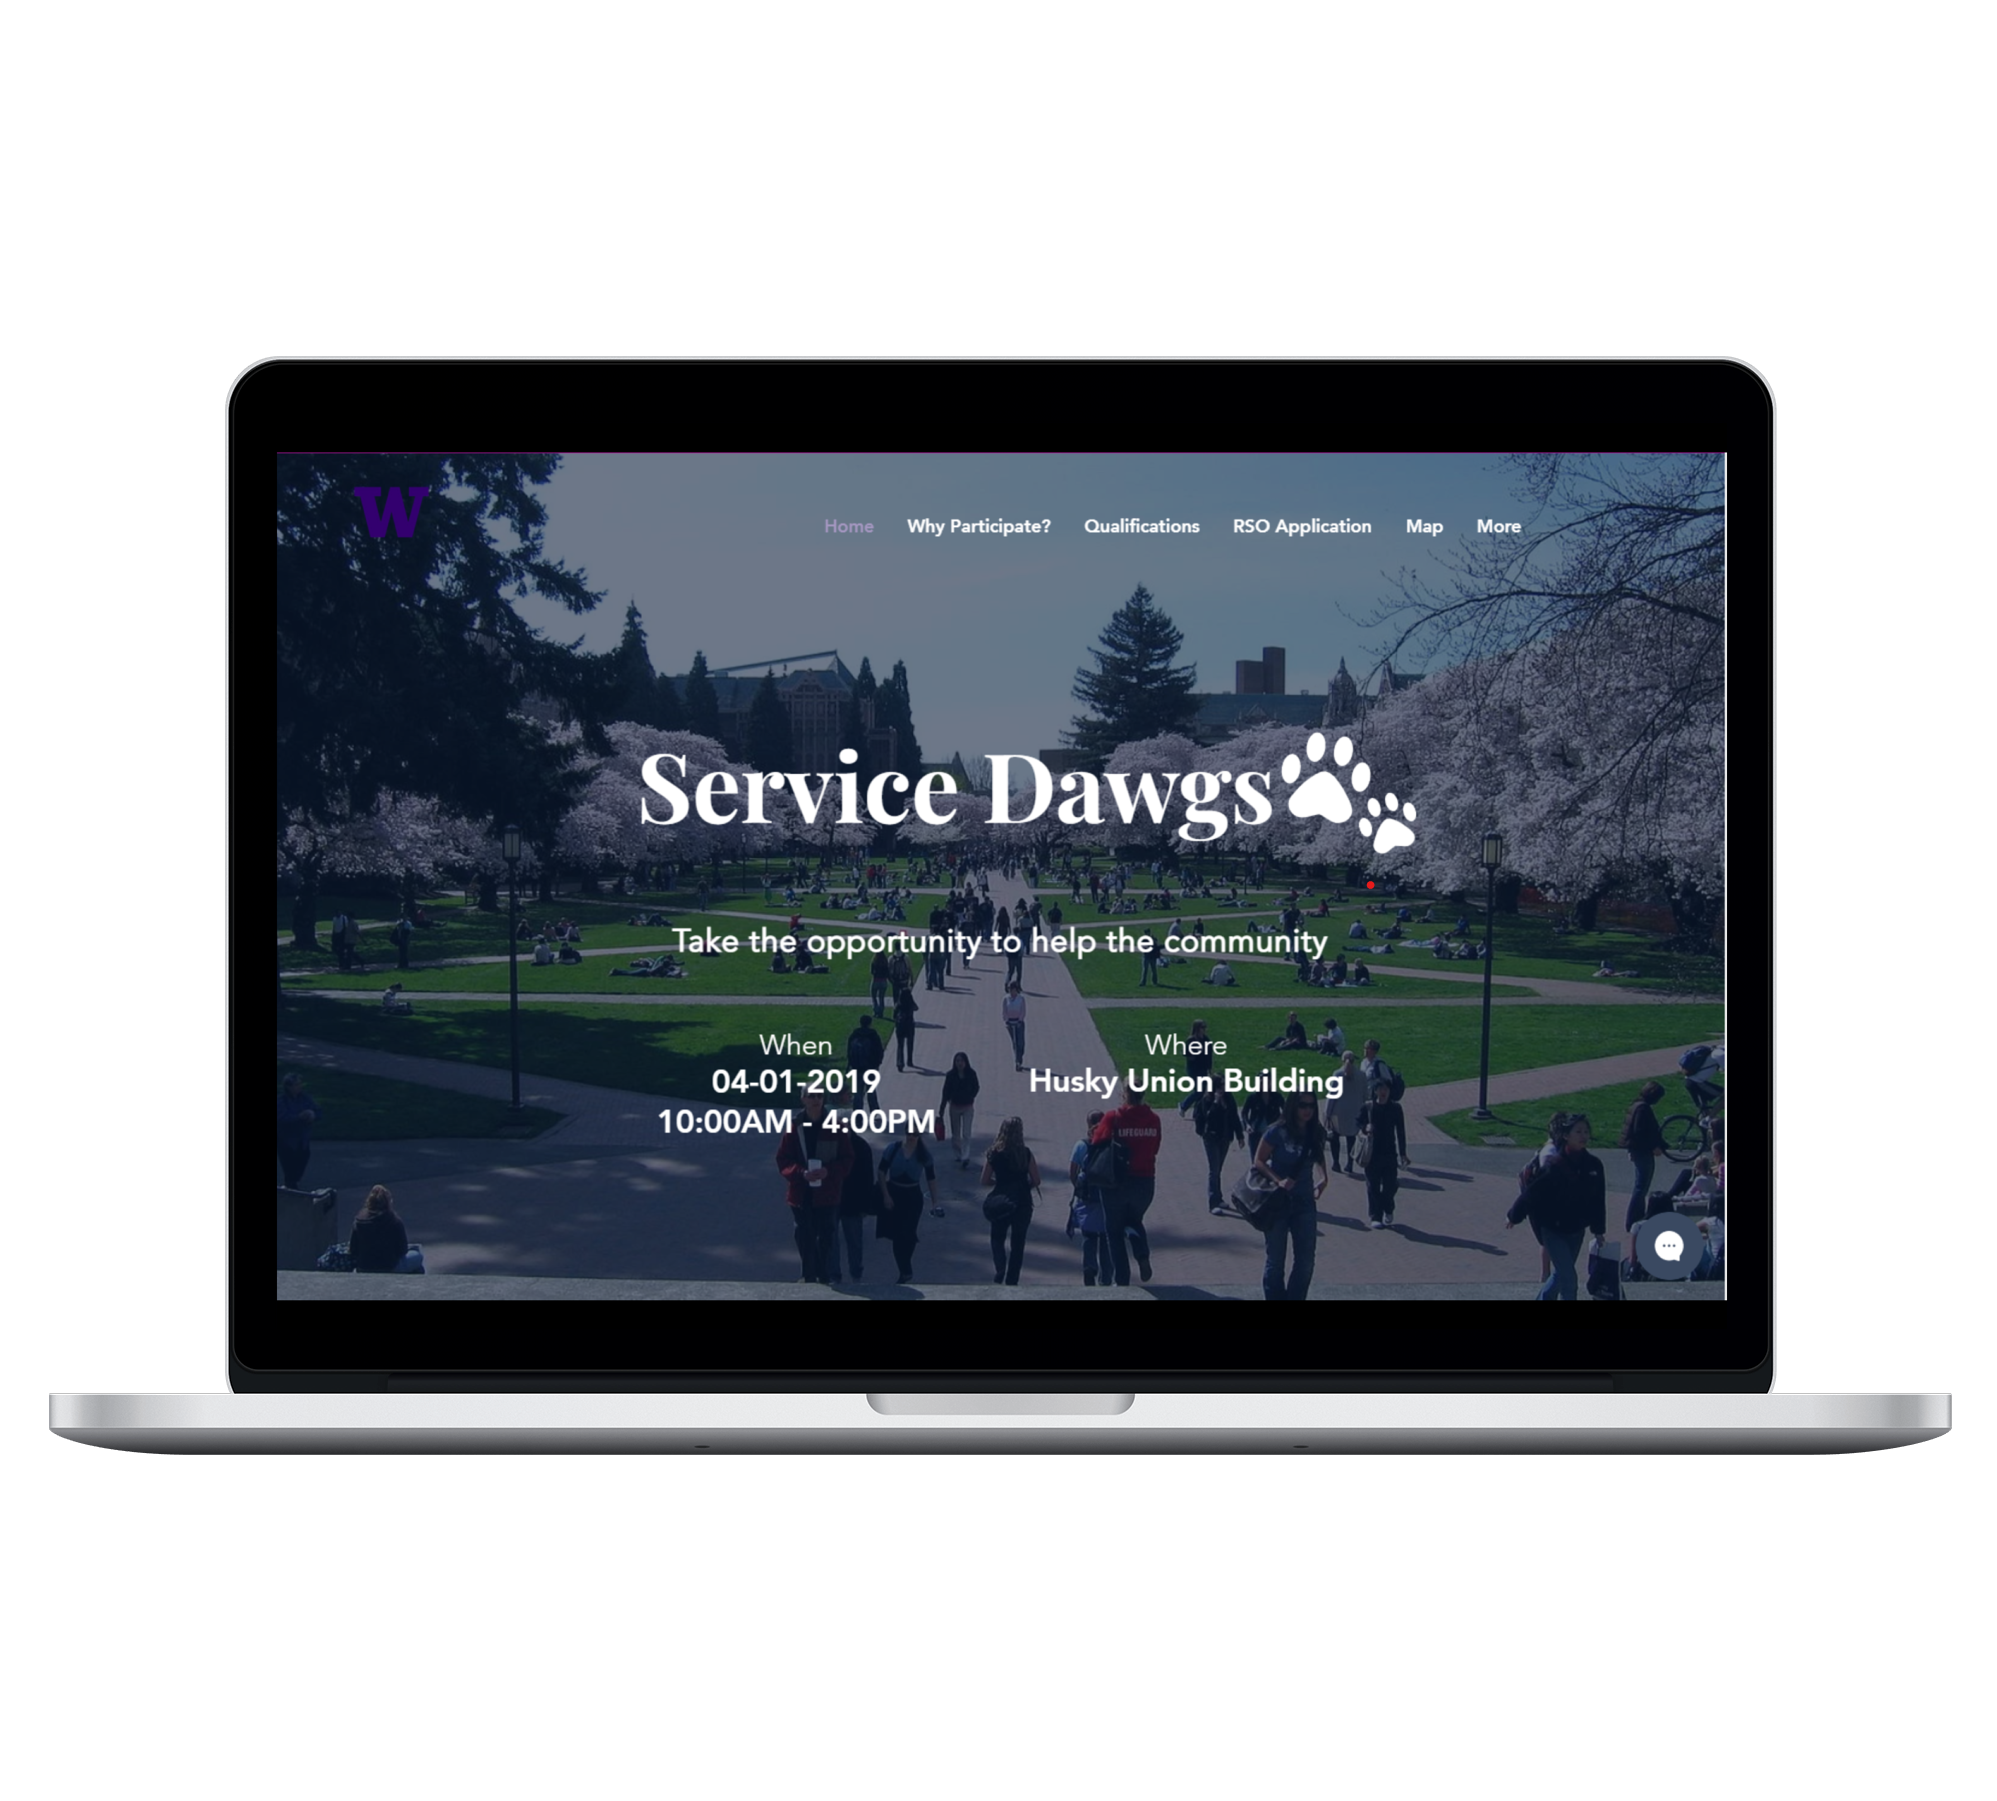 W
Home Why Participate? Qualifications RSO Application Map More
Service Dawgs
Take the opportunity to help the community
When
04-01-2019
10:00AM - 4:00PM
Where
Husky Union Building
LIFEGUARD